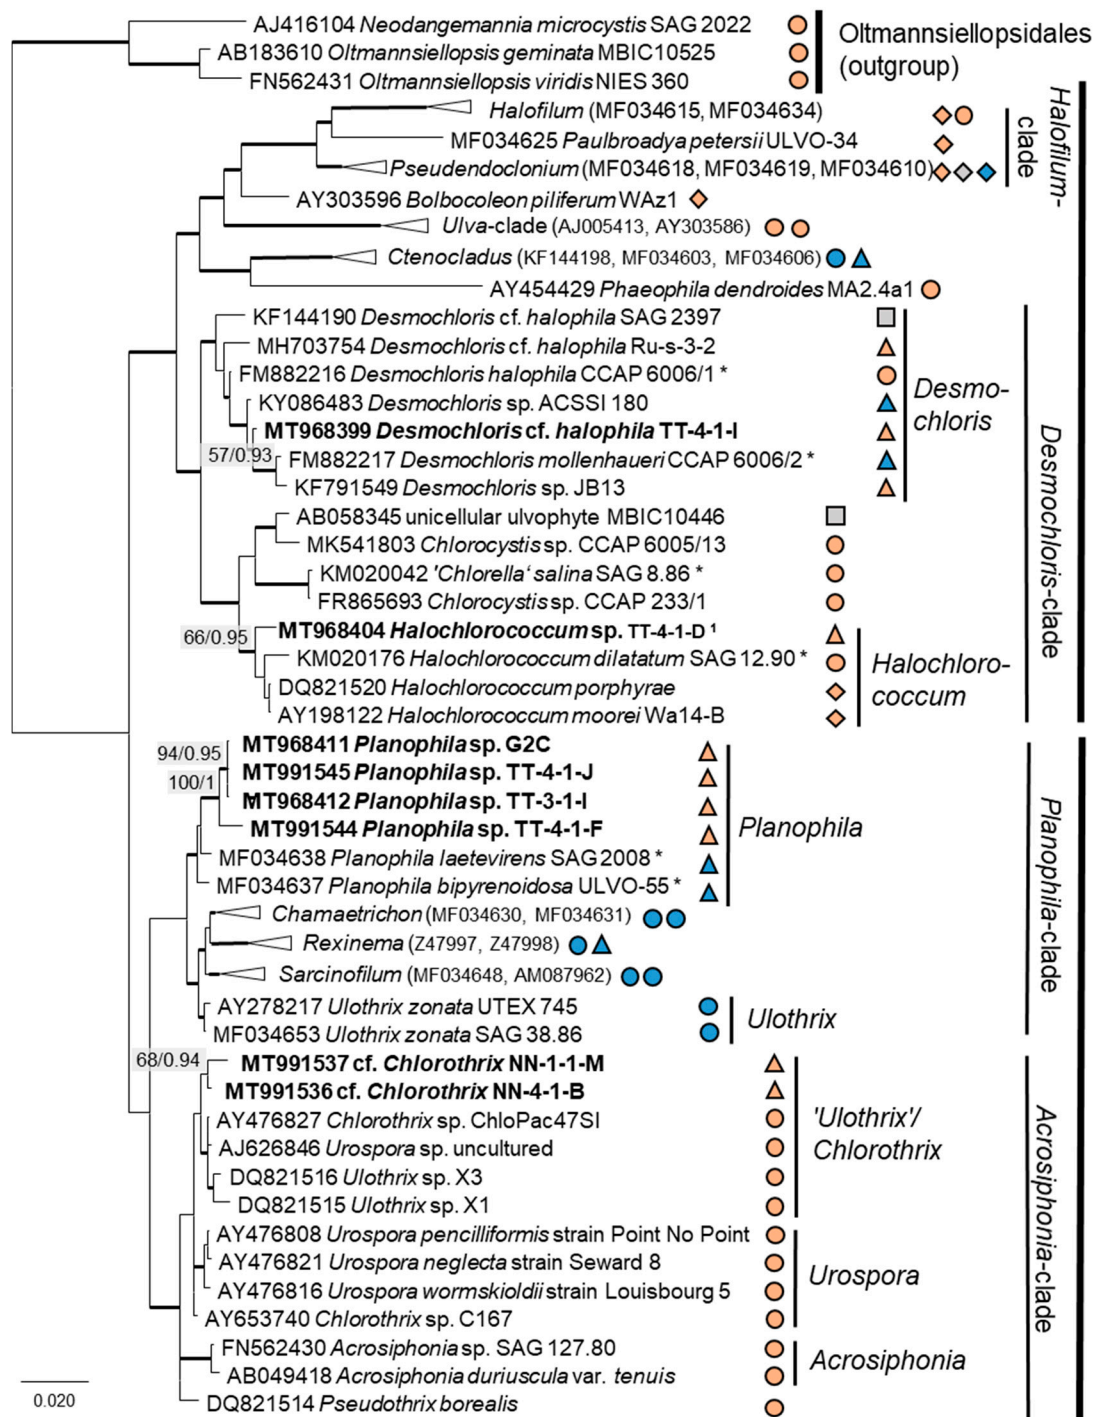 AJ416104 Neodangemannia microcystis SAG 2022
AB183610 Oltmannsiellopsis geminata MBIC10525
FN562431 Oltmannsiellopsis viridis NIES 360
Oltmannsiellopsidales
(outgroup)
Halofilum (MF034615, MF034634)
MF034625 Paulbroadya petersii ULVO-34
Pseudendoclonium (MF034618, MF034619, MF034610)
Halofilum-
clade
AY303596 Bolbocoleon piliferum WAz1
Ulva-clade (AJ005413, AY303586)
Ctenocladus (KF144198, MF034603, MF034606)
AY454429 Phaeophila dendroides MA2.4a1
KF144190 Desmochloris cf. halophila SAG 2397
MH703754 Desmochloris cf. halophila Ru-s-3-2
FM882216 Desmochloris halophila CCAP 6006/1 *
KY086483 Desmochloris sp. ACSSI 180
MT968399 Desmochloris cf. halophila TT-4-1-I
57/0.93
FM882217 Desmochloris mollenhaueri CCAP 6006/2 *
KF791549 Desmochloris sp. JB13
Desmo-
chloris
AB058345 unicellular ulvophyte MBIC10446
MK541803 Chlorocystis sp. CCAP 6005/13
KM020042 'Chlorella' salina SAG 8.86 *
FR865693 Chlorocystis sp. CCAP 233/1
66/0.95
MT968404 Halochlorococcum sp. TT-4-1-D 1
KM020176 Halochlorococcum dilatatum SAG 12.90 *
DQ821520 Halochlorococcum porphyrae
AY198122 Halochlorococcum moorei Wa14-B
Halochloro-
coccum
Desmochloris-clade
94/0.95
MT968411 Planophila sp. G2C
100/1
MT991545 Planophila sp. TT-4-1-J
MT968412 Planophila sp. TT-3-1-I
MT991544 Planophila sp. TT-4-1-F
MF034638 Planophila laetevirens SAG 2008 *
MF034637 Planophila bipyrenoidosa ULVO-55 *
Planophila
Chamaetrichon (MF034630, MF034631)
Rexinema (Z47997, Z47998)
Sarcinofilum (MF034648, AM087962)
AY278217 Ulothrix zonata UTEX 745
MF034653 Ulothrix zonata SAG 38.86
Ulothrix
Planophila-clade
68/0.94
MT991537 cf. Chlorothrix NN-1-1-M
MT991536 cf. Chlorothrix NN-4-1-B
AY476827 Chlorothrix sp. ChloPac47SI
AJ626846 Urospora sp. uncultured
DQ821516 Ulothrix sp. X3
DQ821515 Ulothrix sp. X1
'Ulothrix'/
Chlorothrix
AY476808 Urospora pencilliformis strain Point No Point
AY476821 Urospora neglecta strain Seward 8
AY476816 Urospora wormskioldii strain Louisbourg 5
AY653740 Chlorothrix sp. C167
Urospora
FN562430 Acrosiphonia sp. SAG 127.80
AB049418 Acrosiphonia duriuscula var. tenuis
Acrosiphonia
DQ821514 Pseudothrix borealis
Acrosiphonia-clade
0.020